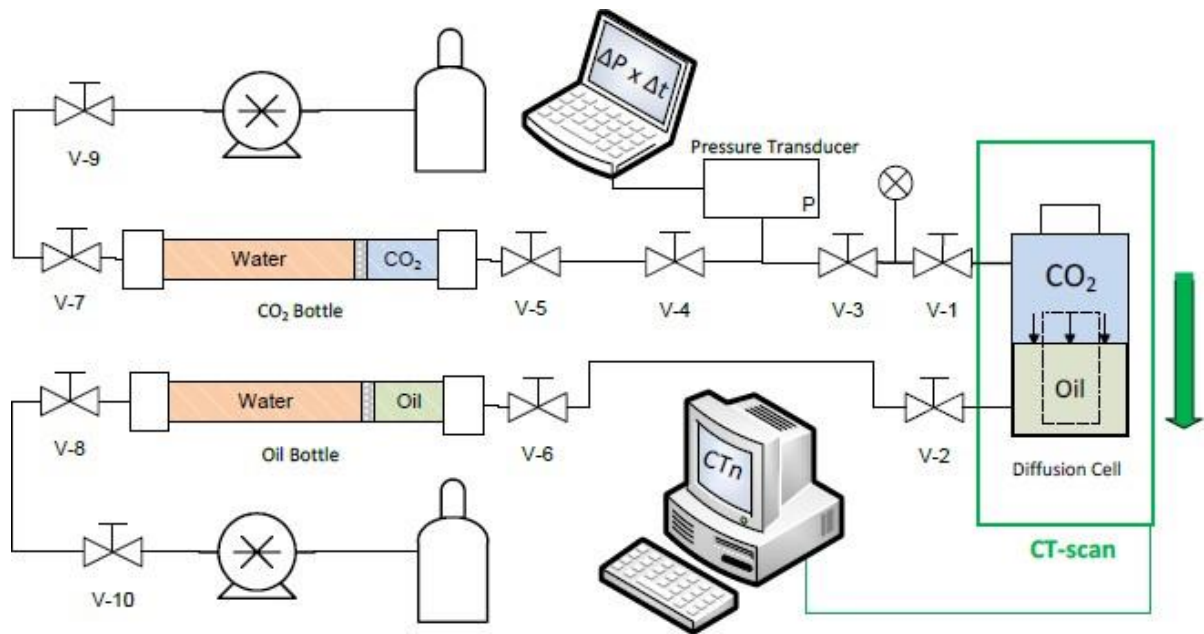 ΔP x Δt
V-9
Pressure Transducer
P
Water
CO₂
V-7
CO₂ Bottle
V-5
V-4
V-3
V-1
CO₂
Oil
Water
Oil
V-8
Oil Bottle
V-6
V-2
Diffusion Cell
CTn
CT-scan
V-10